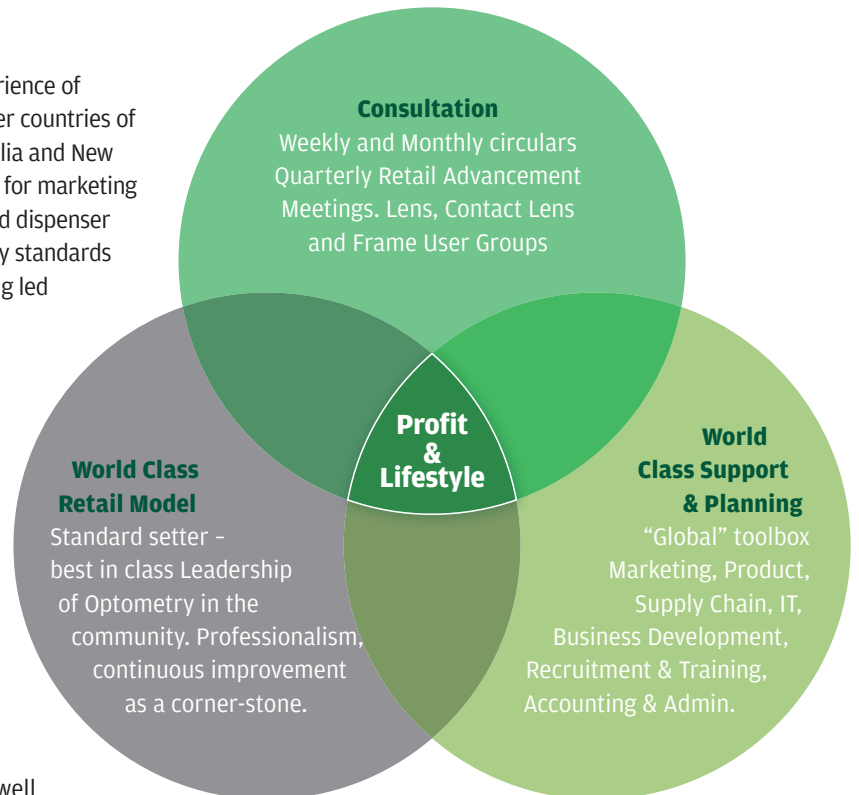 rience of
er countries of
lia and New
for marketing
d dispenser
y standards
g led
Consultation
Weekly and Monthly circulars
Quarterly Retail Advancement
Meetings. Lens, Contact Lens
and Frame User Groups
Profit
&
Lifestyle
World Class
Retail Model
Standard setter –
best in class Leadership
of Optometry in the
community. Professionalism,
continuous improvement
as a corner-stone.
World
Class Support
& Planning
“Global” toolbox
Marketing, Product,
Supply Chain, IT,
Business Development,
Recruitment & Training,
Accounting & Admin.
well